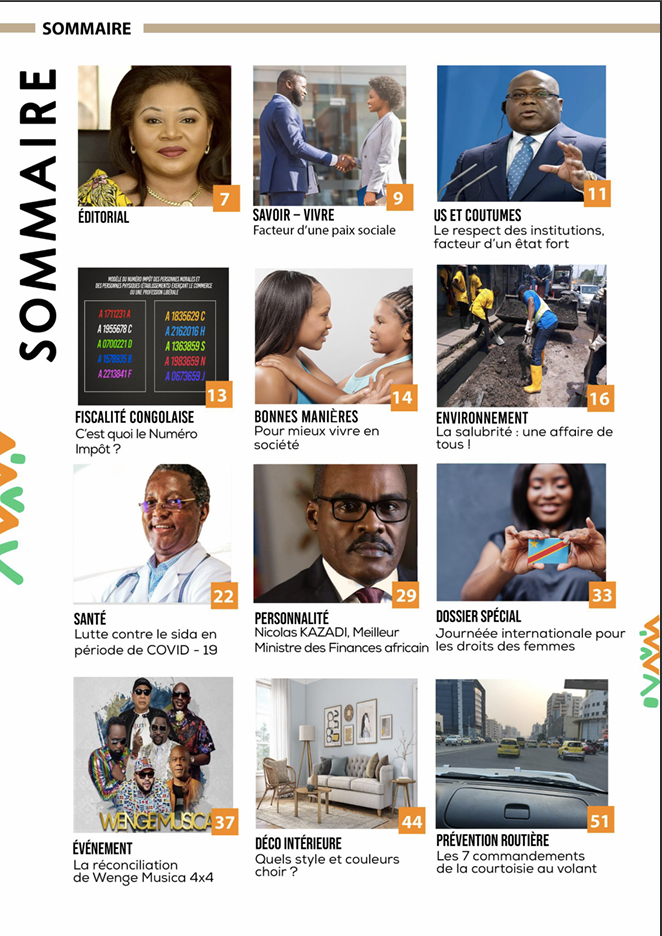 SOMMAIRE
SOMMAIRE
7
ÉDITORIAL
9
SAVOIR – VIVRE
Facteur d'une paix sociale
11
US ET COUTUMES
Le respect des institutions,
facteur d'un êtat fort
MODÈLE DU NUMÉRO IMPÔT DES PERSONNES MORALES ET
DES PERSONNES PHYSIQUES (ÉTABLISSEMENTS) EXERÇANT LE COMMERCE
OU UNE PROFESSION LIBÉRALE
A 1711231 A
A 1955678 C
A 0700221 D
A 2213841 F
A 1835629 C
A 2162016 H
A 1363859 S
A 1983659 N
A 0673659 J
13
FISCALITÉ CONGOLAISE
C'est quoi le Numéro
Impôt ?
14
BONNES MANIÈRES
Pour mieux vivre en
société
16
ENVIRONNEMENT
La salubrité : une affaire de
tous !
22
SANTÉ
Lutte contre le sida en
période de COVID - 19
29
PERSONNALITÉ
Nicolas KAZADI, Meilleur
Ministre des Finances africain
33
DOSSIER SPÉCIAL
Journéée internationale pour
les droits des femmes
WENGE MUSICA
37
ÉVÉNEMENT
La réconciliation
de Wenge Musica 4x4
44
DÉCO INTÉRIEURE
Quels style et couleurs
choir ?
51
PRÉVENTION ROUTIÈRE
Les 7 commandements
de la courtoisie au volant